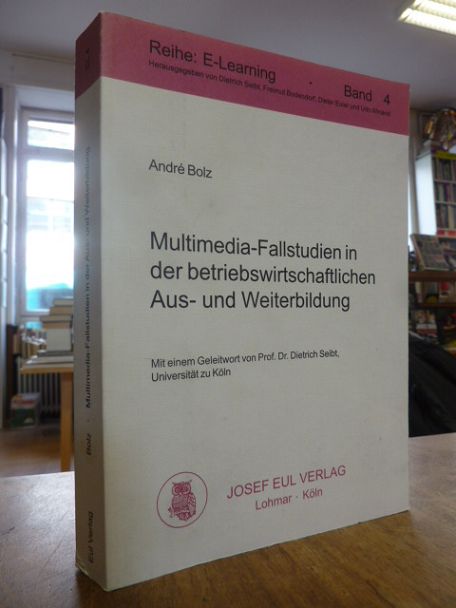 Reihe: E-Learning
Band 4
Herausgegeben von Dietrich Seibt, Freimut Bodendorf, Dieter Euler und Udo Winand
André Bolz
Multimedia-Fallstudien in
der betriebswirtschaftlichen
Aus- und Weiterbildung
Mit einem Geleitwort von Prof. Dr. Dietrich Seibt,
Universität zu Köln
JOSEF EUL VERLAG
Lohmar · Köln
Bolz · Multimedia-Fallstudien in der Aus- und Weiterbildung
Eul Verlag